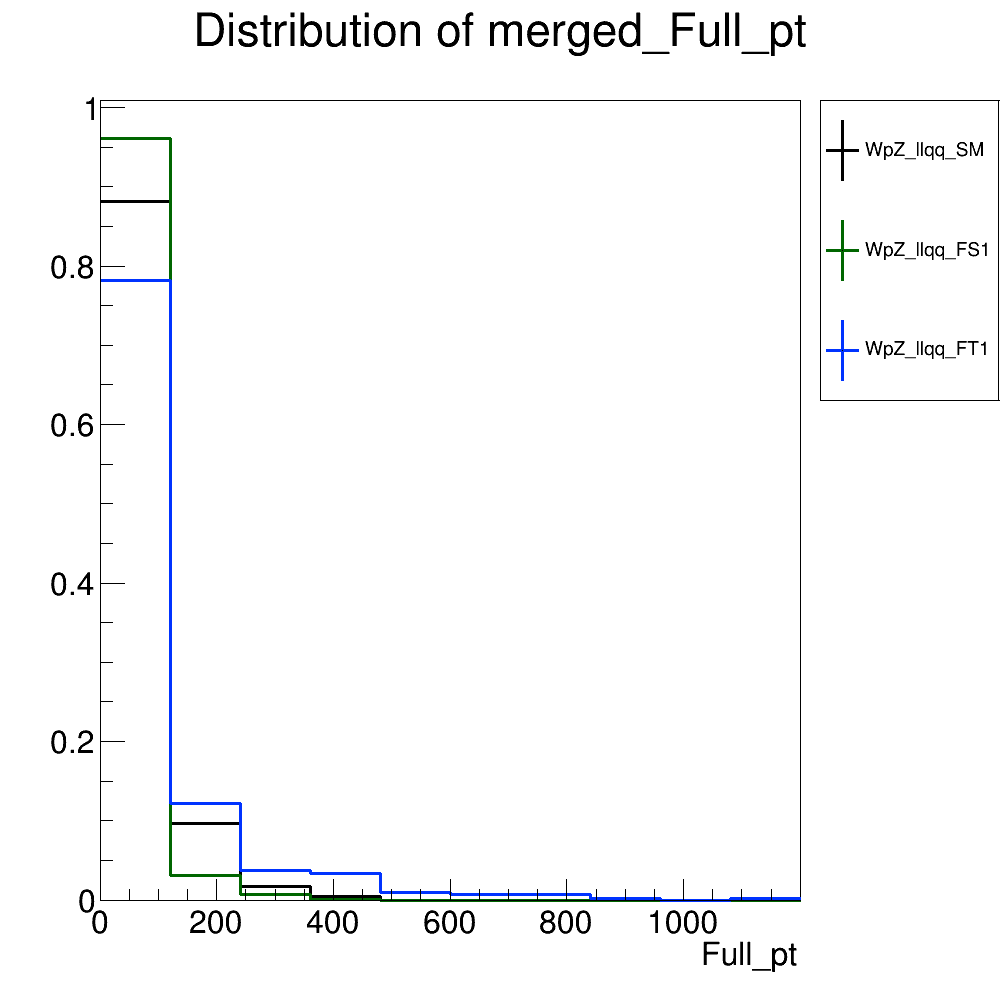 Distribution of merged_Full_pt
1
0.8
0.6
0.4
0.2
0
0 200 400 600 800 1000
Full_pt
WpZ_llqq_SM
WpZ_llqq_FS1
WpZ_llqq_FT1